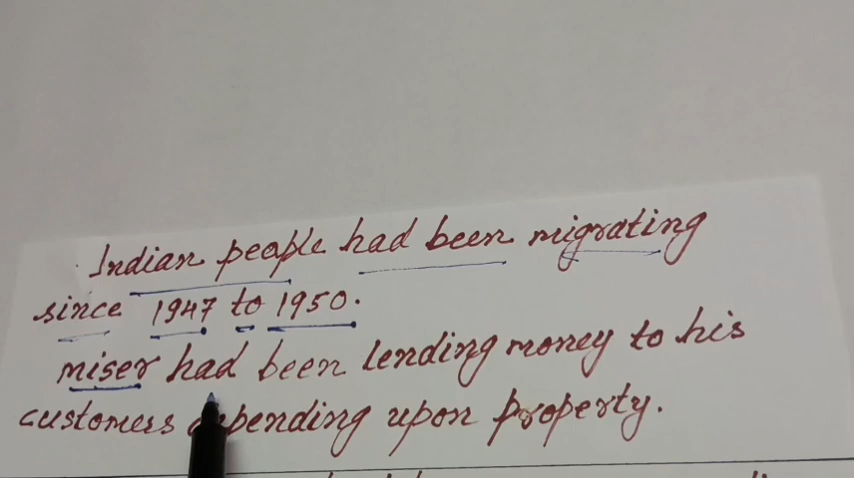 Indian people had been migrating
since 1947 to 1950.
miser had been lending money to his
customers depending upon property.